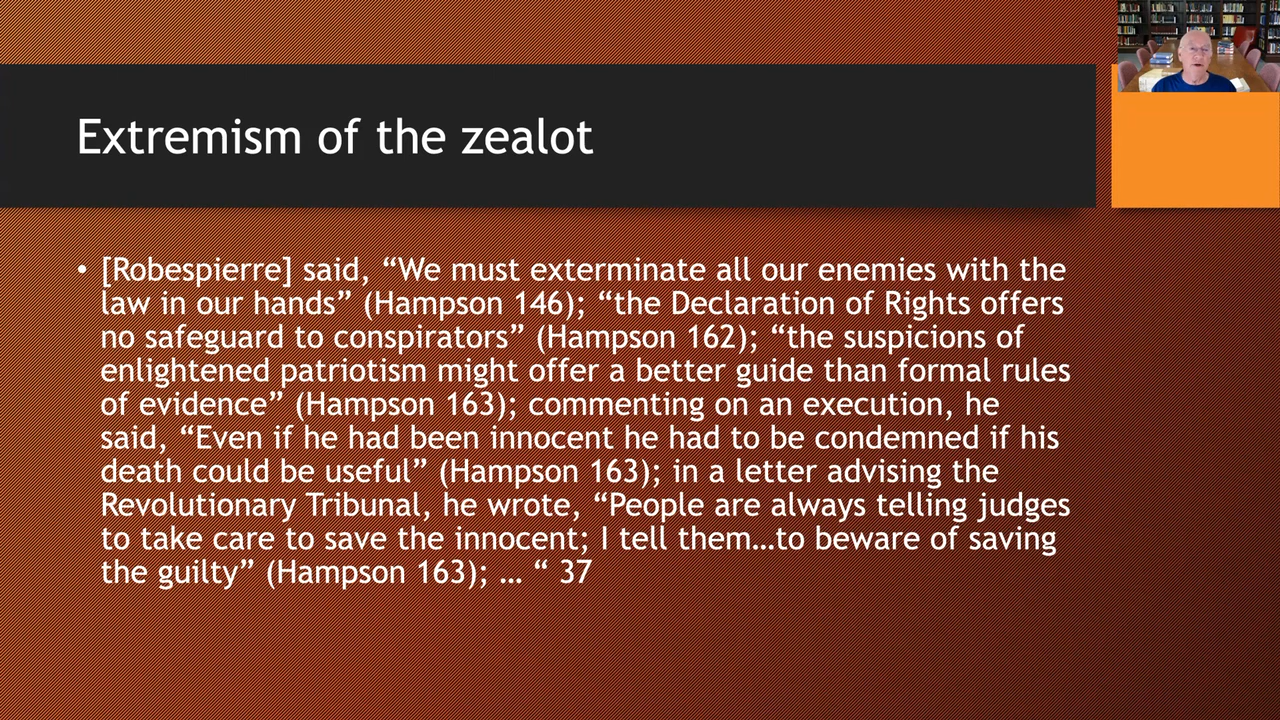 Extremism of the zealot
• [Robespierre] said, “We must exterminate all our enemies with the
law in our hands” (Hampson 146); “the Declaration of Rights offers
no safeguard to conspirators” (Hampson 162); “the suspicions of
enlightened patriotism might offer a better guide than formal rules
of evidence” (Hampson 163); commenting on an execution, he
said, “Even if he had been innocent he had to be condemned if his
death could be useful” (Hampson 163); in a letter advising the
Revolutionary Tribunal, he wrote, “People are always telling judges
to take care to save the innocent; I tell them…to beware of saving
the guilty” (Hampson 163); … “ 37